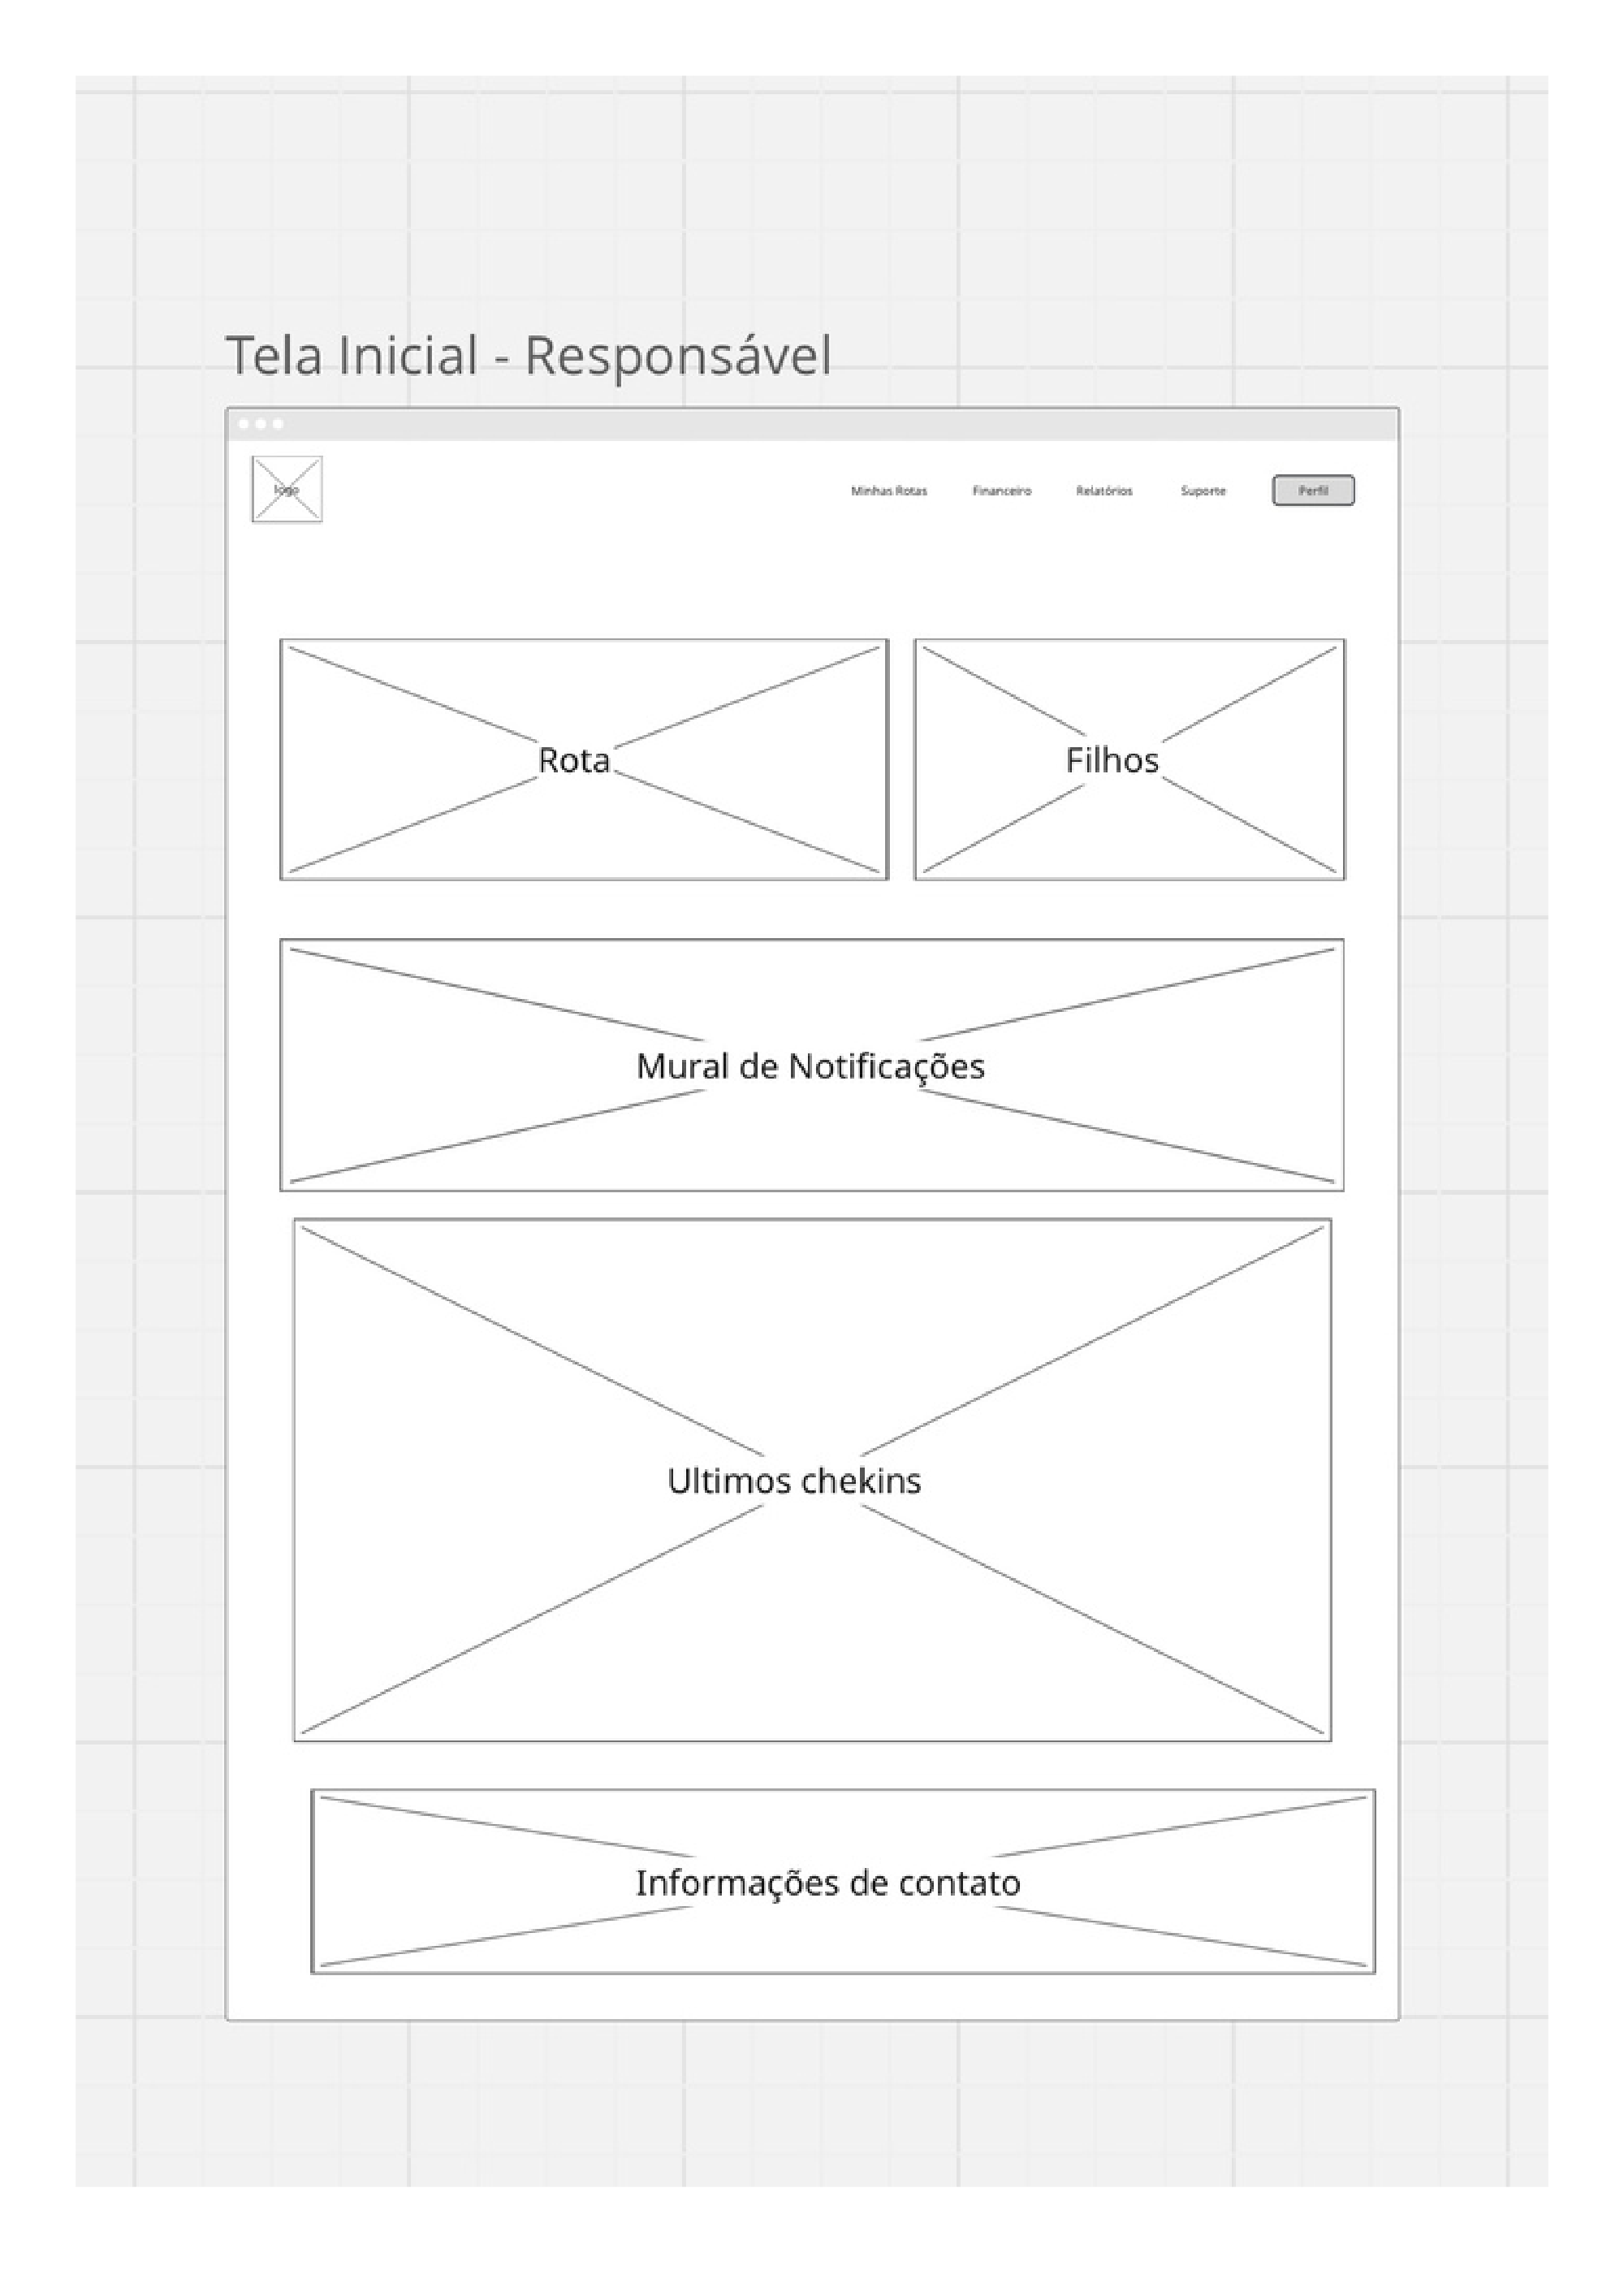 Tela Inicial - Responsável
logo
Minhas Rotas Financeiro Relatórios Suporte Perfil
Rota Filhos
Mural de Notificações
Ultimos chekins
Informações de contato